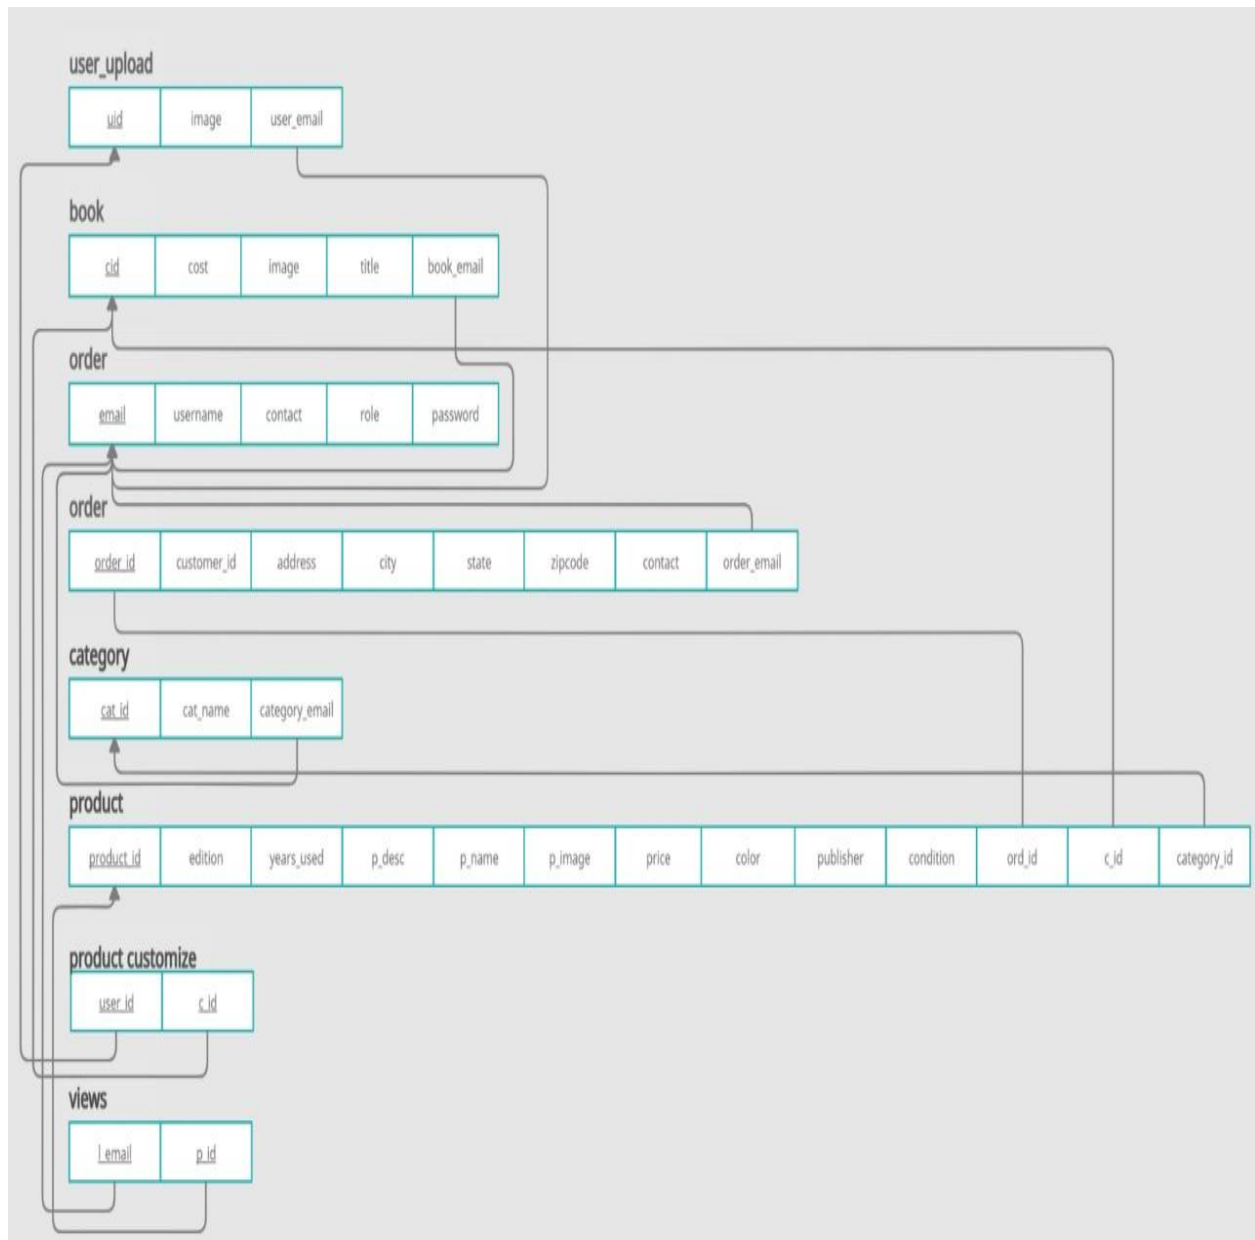 user_upload
uid image user_email
book
cid cost image title book_email
order
email username contact role password
order
order_id customer_id address city state zipcode contact order_email
category
cat_id cat_name category_email
product
product_id edition years_used p_desc p_name p_image price color publisher condition ord_id c_id category_id
product customize
user_id c_id
views
l_email p_id